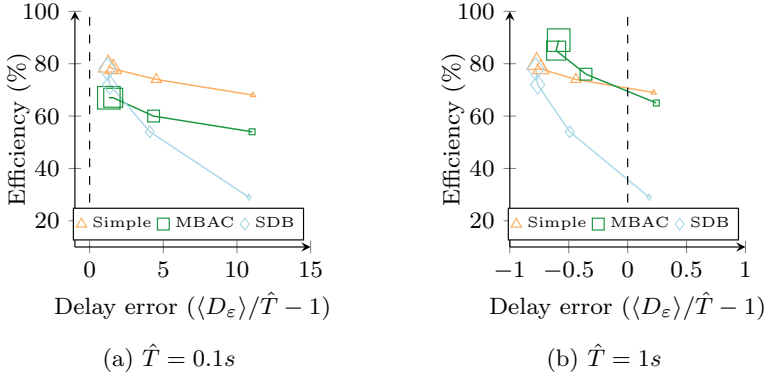 100
80
60
40
20
Efficiency (%)
Simple MBAC SDB
0 5 10 15
Delay error (⟨D_ε⟩/T̂ − 1)
(a) T̂ = 0.1s
100
80
60
40
20
Efficiency (%)
Simple MBAC SDB
−1 −0.5 0 0.5 1
Delay error (⟨D_ε⟩/T̂ − 1)
(b) T̂ = 1s